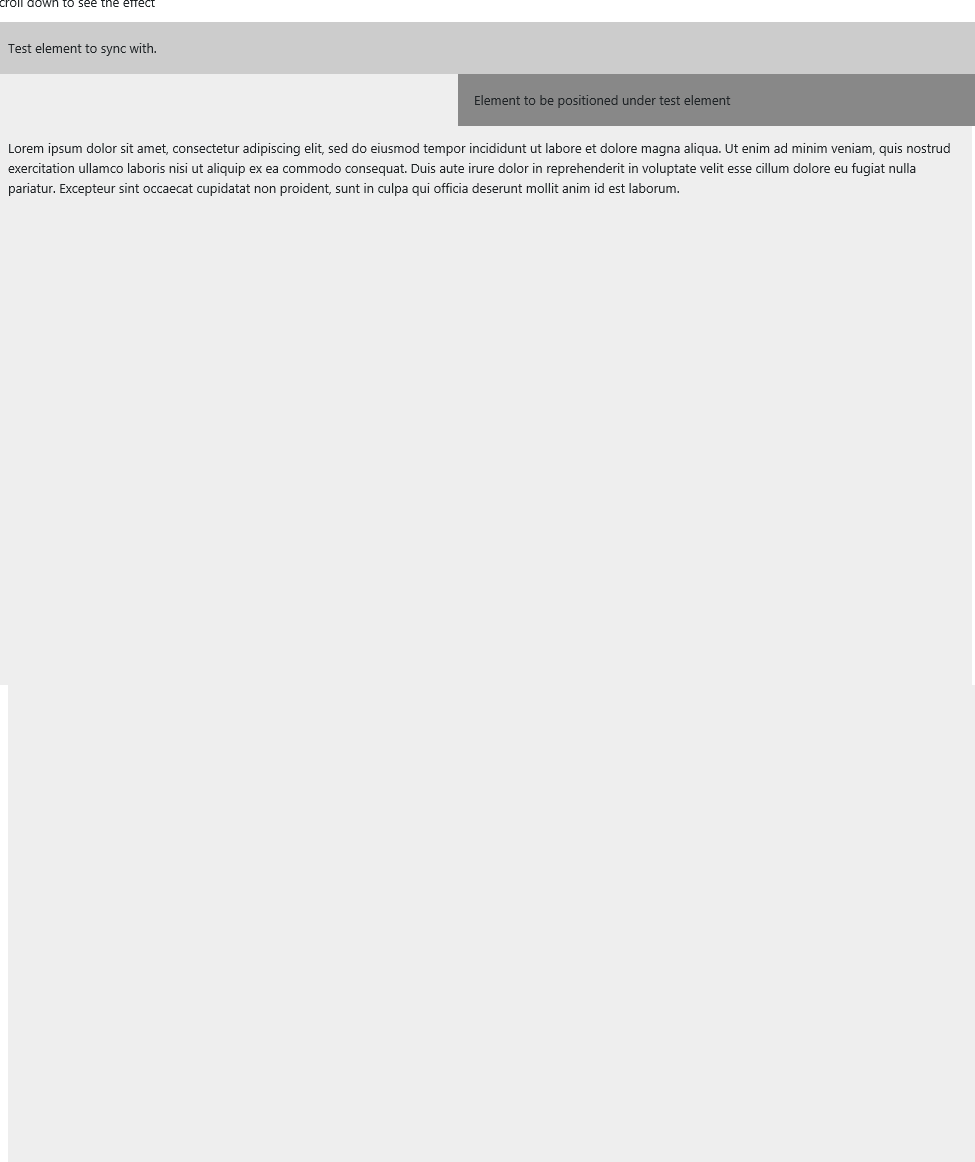 croll down to see the effect
Test element to sync with.
Element to be positioned under test element
Lorem ipsum dolor sit amet, consectetur adipiscing elit, sed do eiusmod tempor incididunt ut labore et dolore magna aliqua. Ut enim ad minim veniam, quis nostrud
exercitation ullamco laboris nisi ut aliquip ex ea commodo consequat. Duis aute irure dolor in reprehenderit in voluptate velit esse cillum dolore eu fugiat nulla
pariatur. Excepteur sint occaecat cupidatat non proident, sunt in culpa qui officia deserunt mollit anim id est laborum.